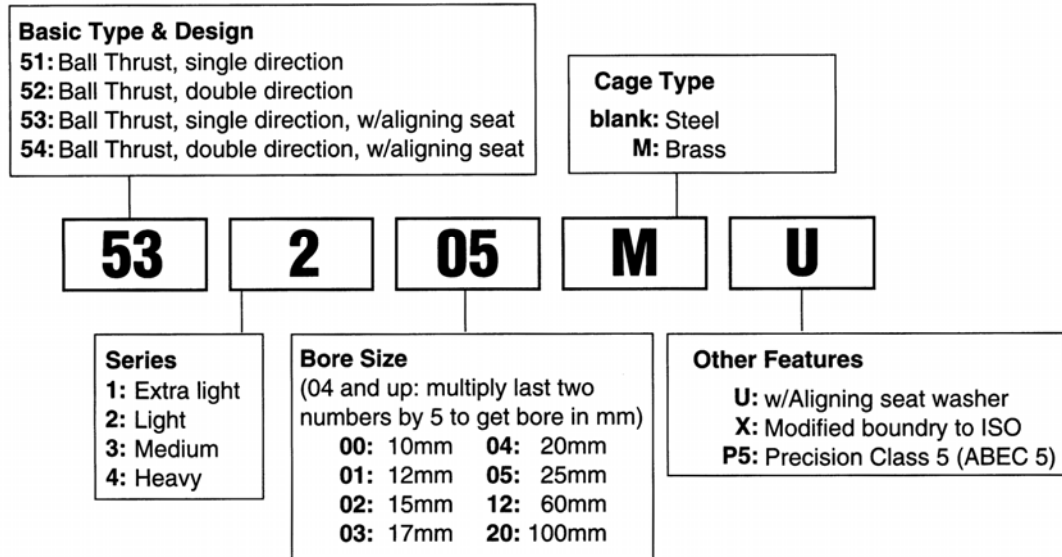 Basic Type & Design
51: Ball Thrust, single direction
52: Ball Thrust, double direction
53: Ball Thrust, single direction, w/aligning seat
54: Ball Thrust, double direction, w/aligning seat
Cage Type
blank: Steel
M: Brass
53 2 05 M U
Series
1: Extra light
2: Light
3: Medium
4: Heavy
Bore Size
(04 and up: multiply last two
numbers by 5 to get bore in mm)
00: 10mm 04: 20mm
01: 12mm 05: 25mm
02: 15mm 12: 60mm
03: 17mm 20: 100mm
Other Features
U: w/Aligning seat washer
X: Modified boundry to ISO
P5: Precision Class 5 (ABEC 5)